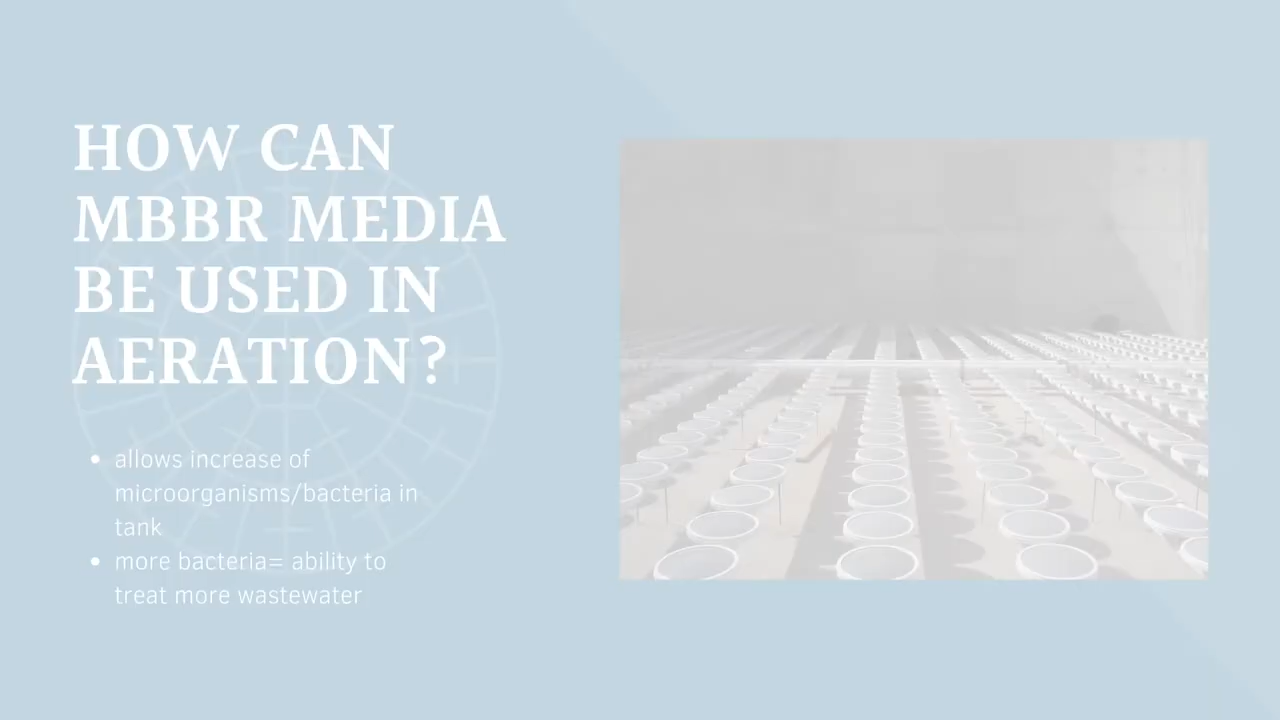 HOW CAN
MBBR MEDIA
BE USED IN
AERATION?
• allows increase of
microorganisms/bacteria in
tank
• more bacteria= ability to
treat more wastewater